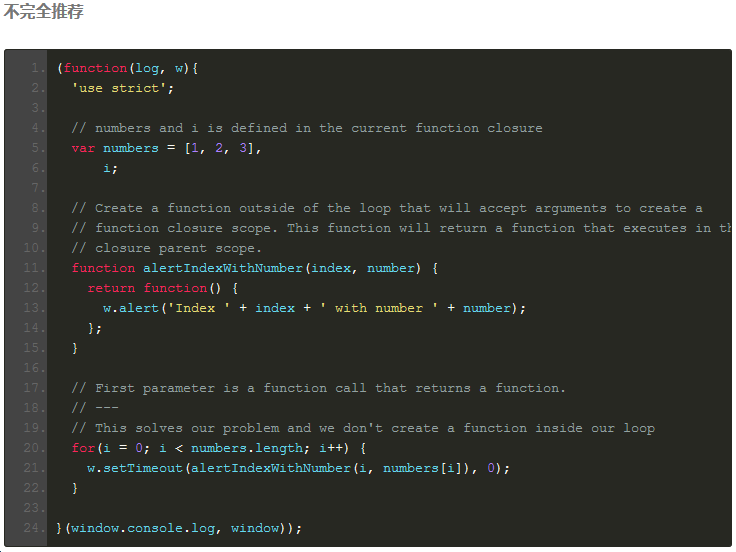 不完全推荐
1. (function(log, w){
2.   'use strict';
3.
4.   // numbers and i is defined in the current function closure
5.   var numbers = [1, 2, 3],
6.       i;
7.
8.   // Create a function outside of the loop that will accept arguments to create a
9.   // function closure scope. This function will return a function that executes in
10.   // closure parent scope.
11.   function alertIndexWithNumber(index, number) {
12.     return function() {
13.       w.alert('Index ' + index + ' with number ' + number);
14.     };
15.   }
16.
17.   // First parameter is a function call that returns a function.
18.   // ---
19.   // This solves our problem and we don't create a function inside our loop
20.   for(i = 0; i < numbers.length; i++) {
21.     w.setTimeout(alertIndexWithNumber(i, numbers[i]), 0);
22.   }
23.
24. }(window.console.log, window));